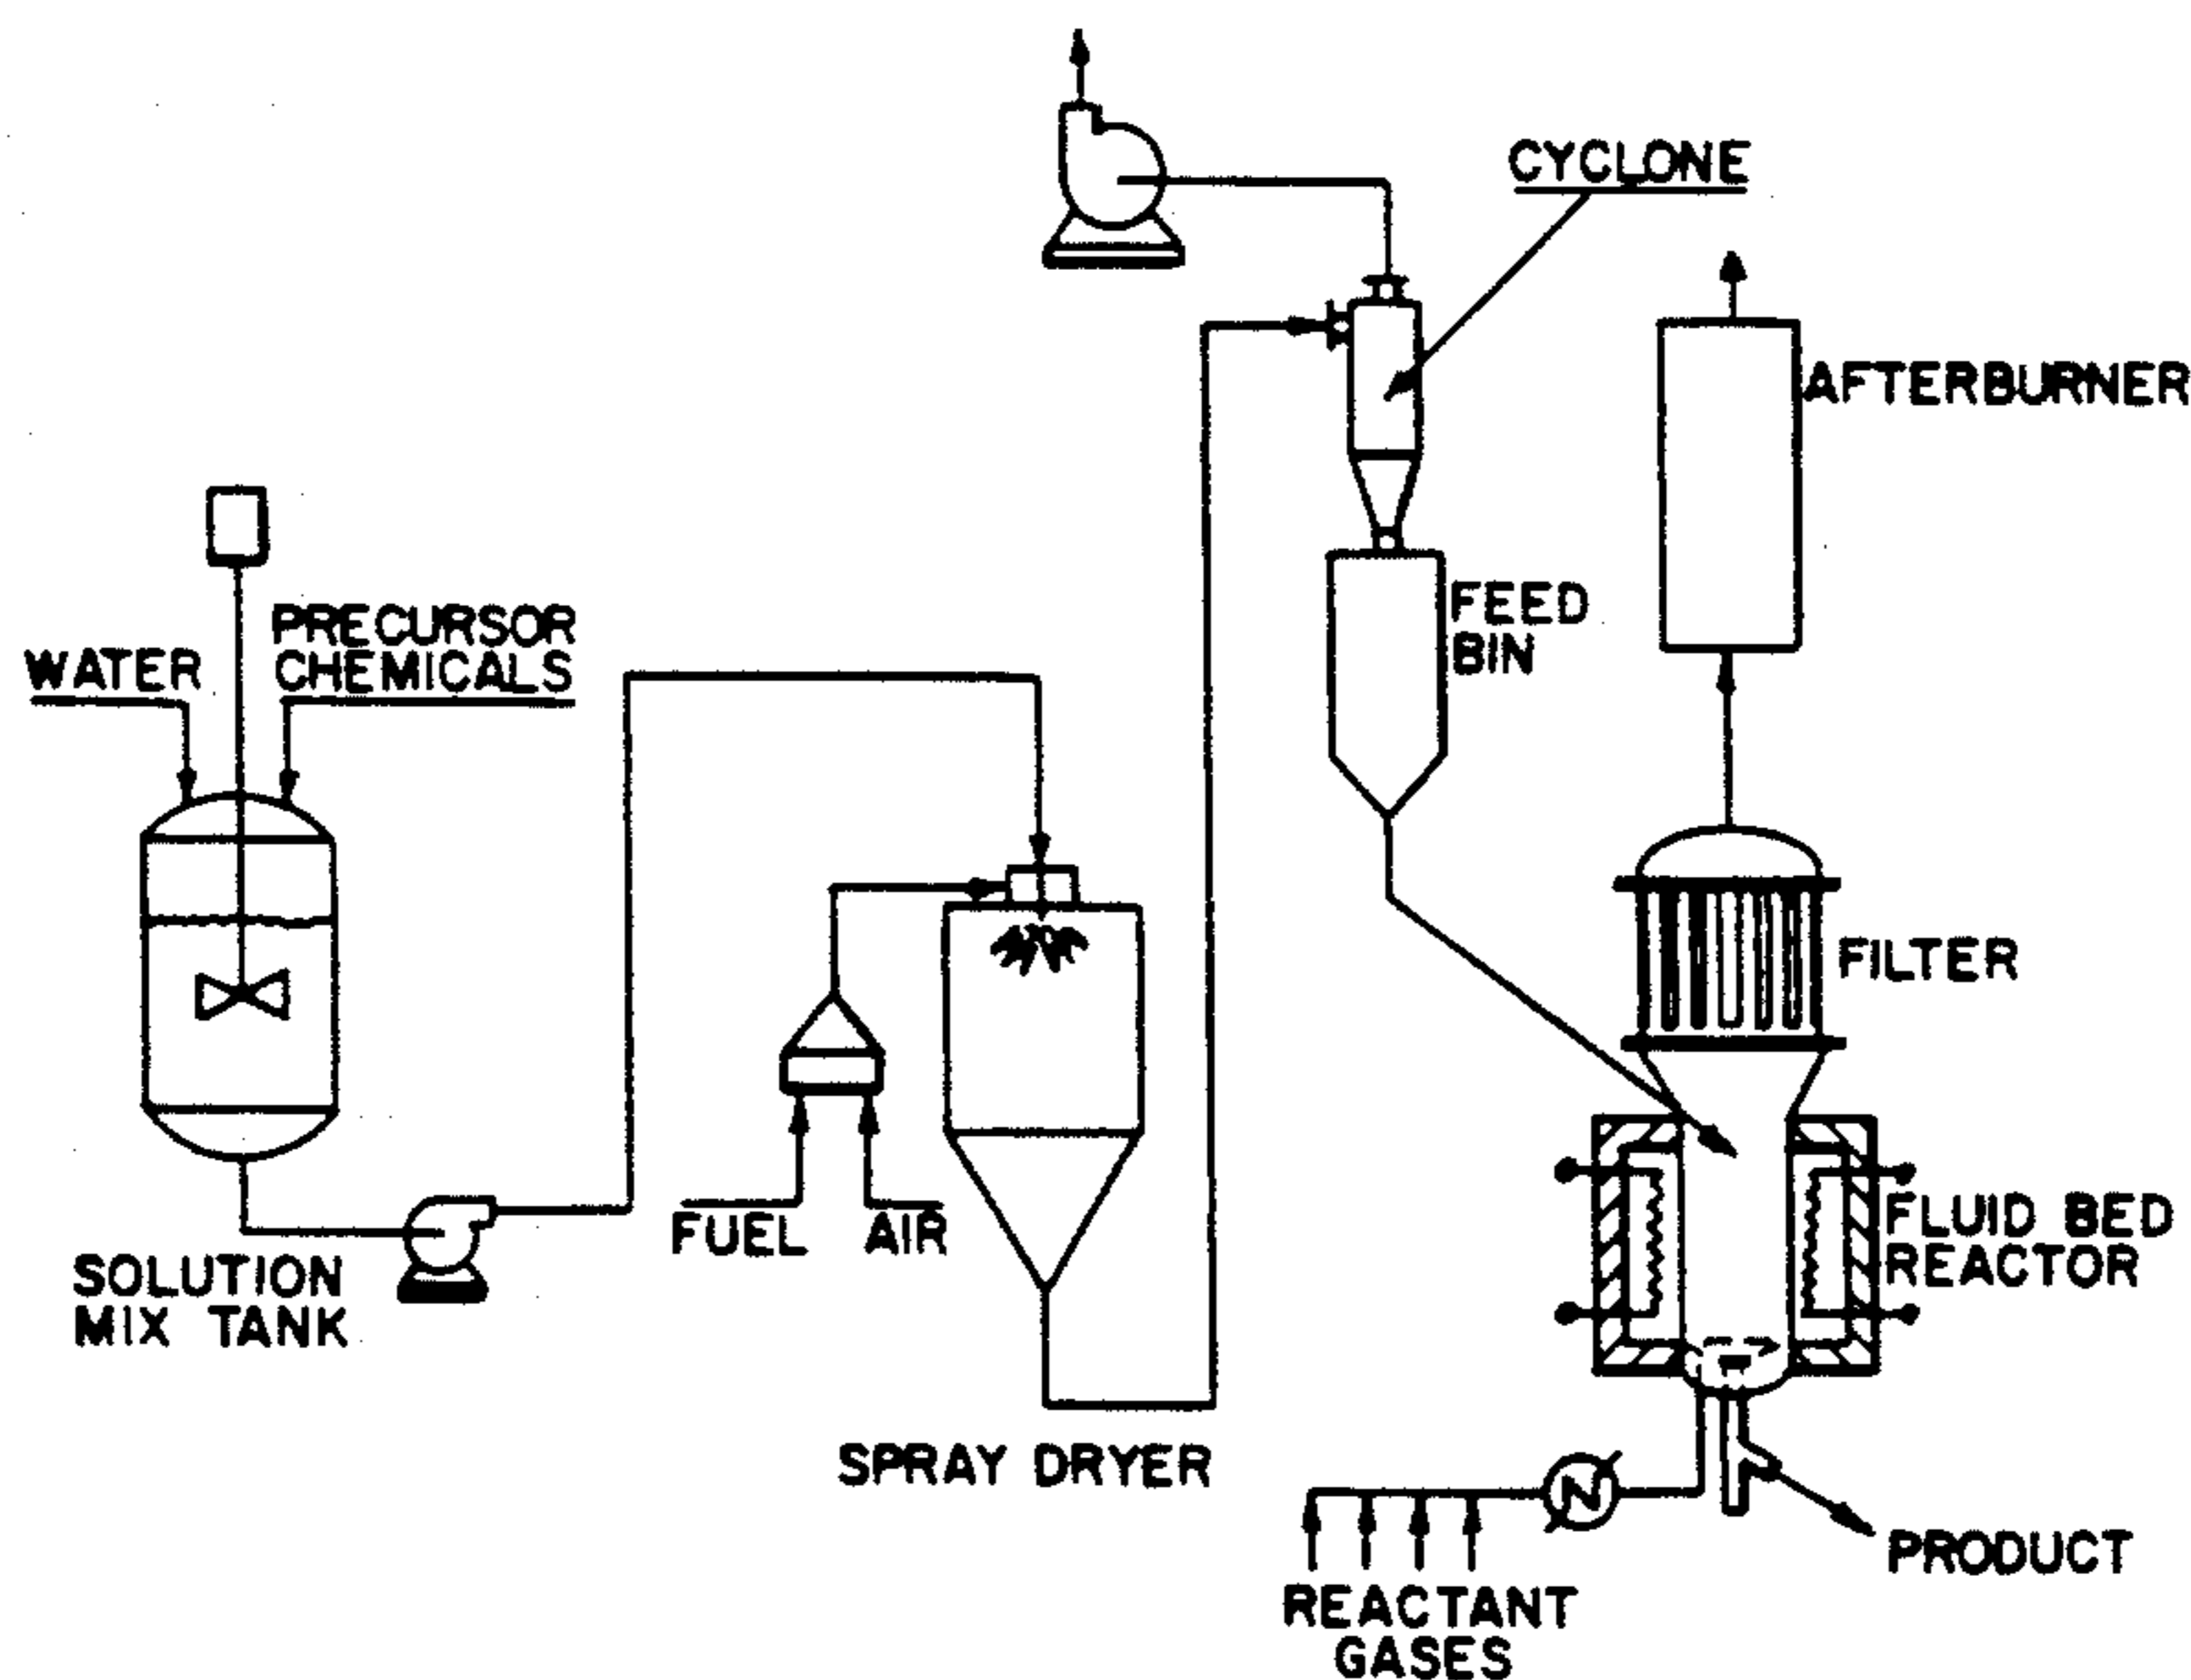 CYCLONE
AFTERBURNER
PRECURSOR
CHEMICALS
WATER
FEED
BIN
FILTER
FUEL
AIR
FLUID BED
REACTOR
SOLUTION
MIX TANK
SPRAY DRYER
PRODUCT
REACTANT
GASES